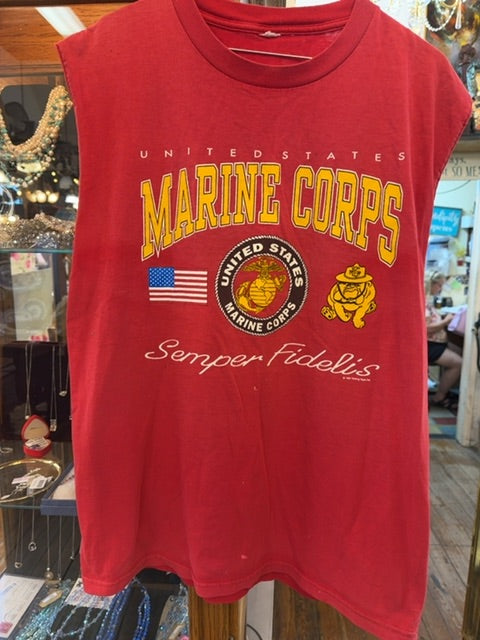 UNITED STATES
MARINE CORPS
UNITED STATES
MARINE CORPS
Semper Fidelis